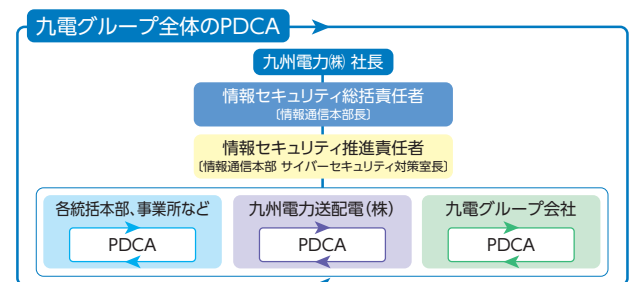 九電グループ全体のPDCA
九州電力㈱ 社長
情報セキュリティ総括責任者
〔情報通信本部長〕
情報セキュリティ推進責任者
〔情報通信本部 サイバーセキュリティ対策室長〕
各統括本部、事業所など
PDCA
九州電力送配電(株)
PDCA
九電グループ会社
PDCA